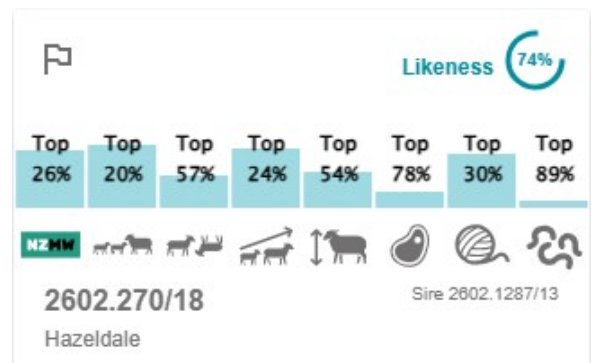 Likeness 74%
Top Top Top Top Top Top Top Top
26% 20% 57% 24% 54% 78% 30% 89%
NZMW
2602.270/18
Sire 2602.1287/13
Hazeldale